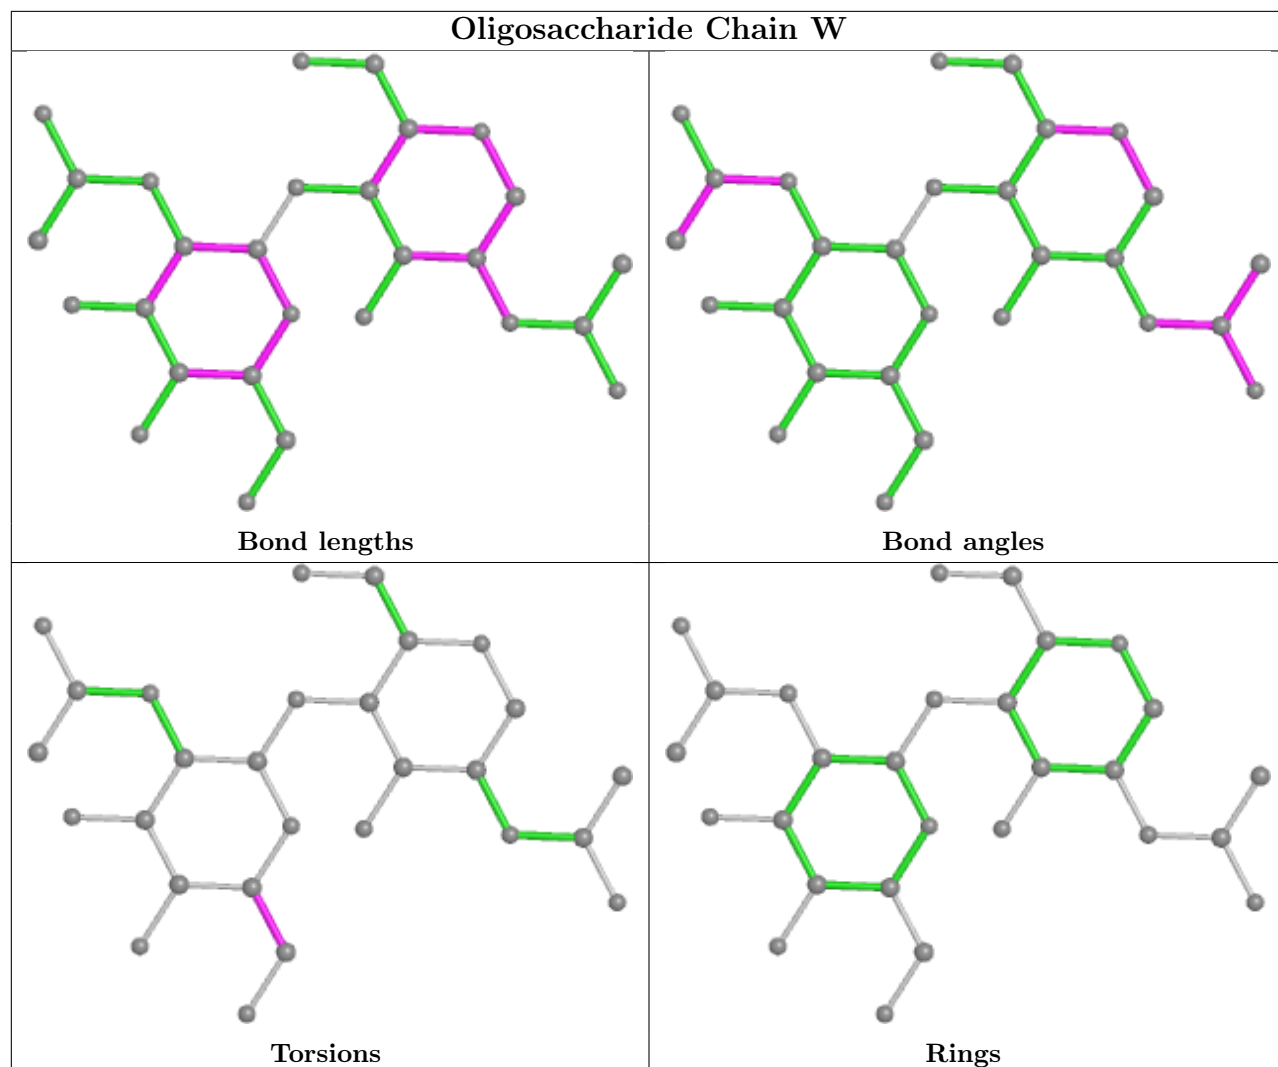 Oligosaccharide Chain W
Bond lengths
Bond angles
Torsions
Rings